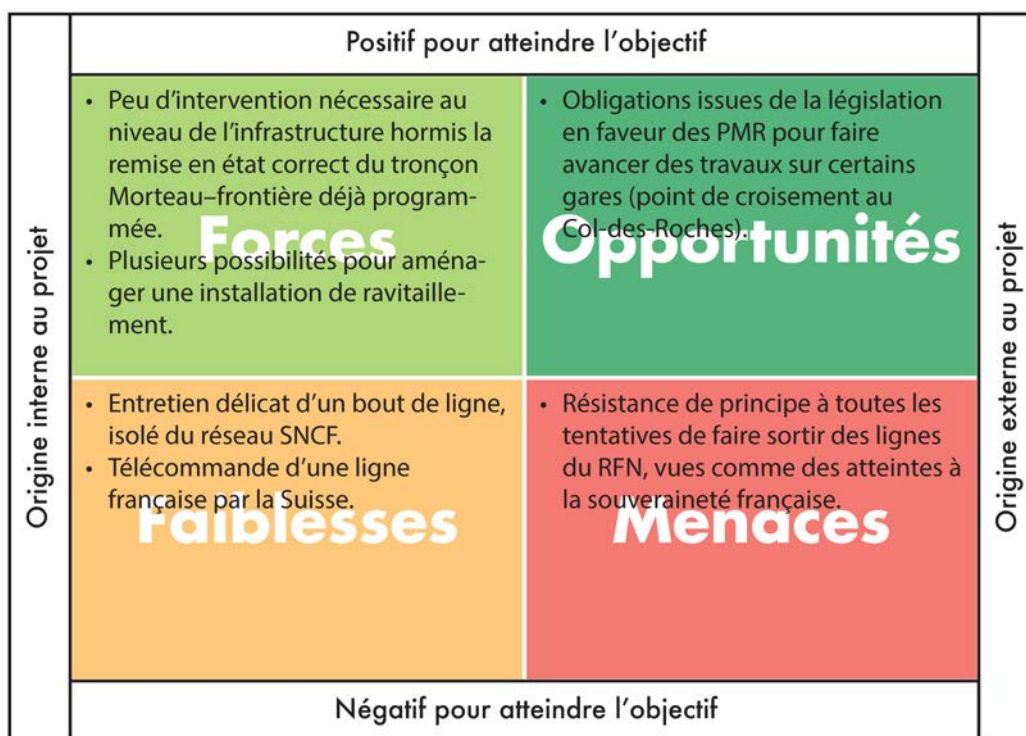 Positif pour atteindre l’objectif
Origine interne au projet
• Peu d’intervention nécessaire au
niveau de l’infrastructure hormis la
remise en état correct du tronçon
Morteau–frontière déjà program-
mée.
• Plusieurs possibilités pour aména-
ger une installation de ravitaille-
ment.
Forces
• Obligations issues de la législation
en faveur des PMR pour faire
avancer des travaux sur certains
gares (point de croisement au
Col-des-Roches).
Opportunités
• Entretien délicat d’un bout de ligne,
isolé du réseau SNCF.
• Télécommande d’une ligne
française par la Suisse.
Faiblesses
• Résistance de principe à toutes les
tentatives de faire sortir des lignes
du RFN, vues comme des atteintes à
la souveraineté française.
Menaces
Origine externe au projet
Négatif pour atteindre l’objectif